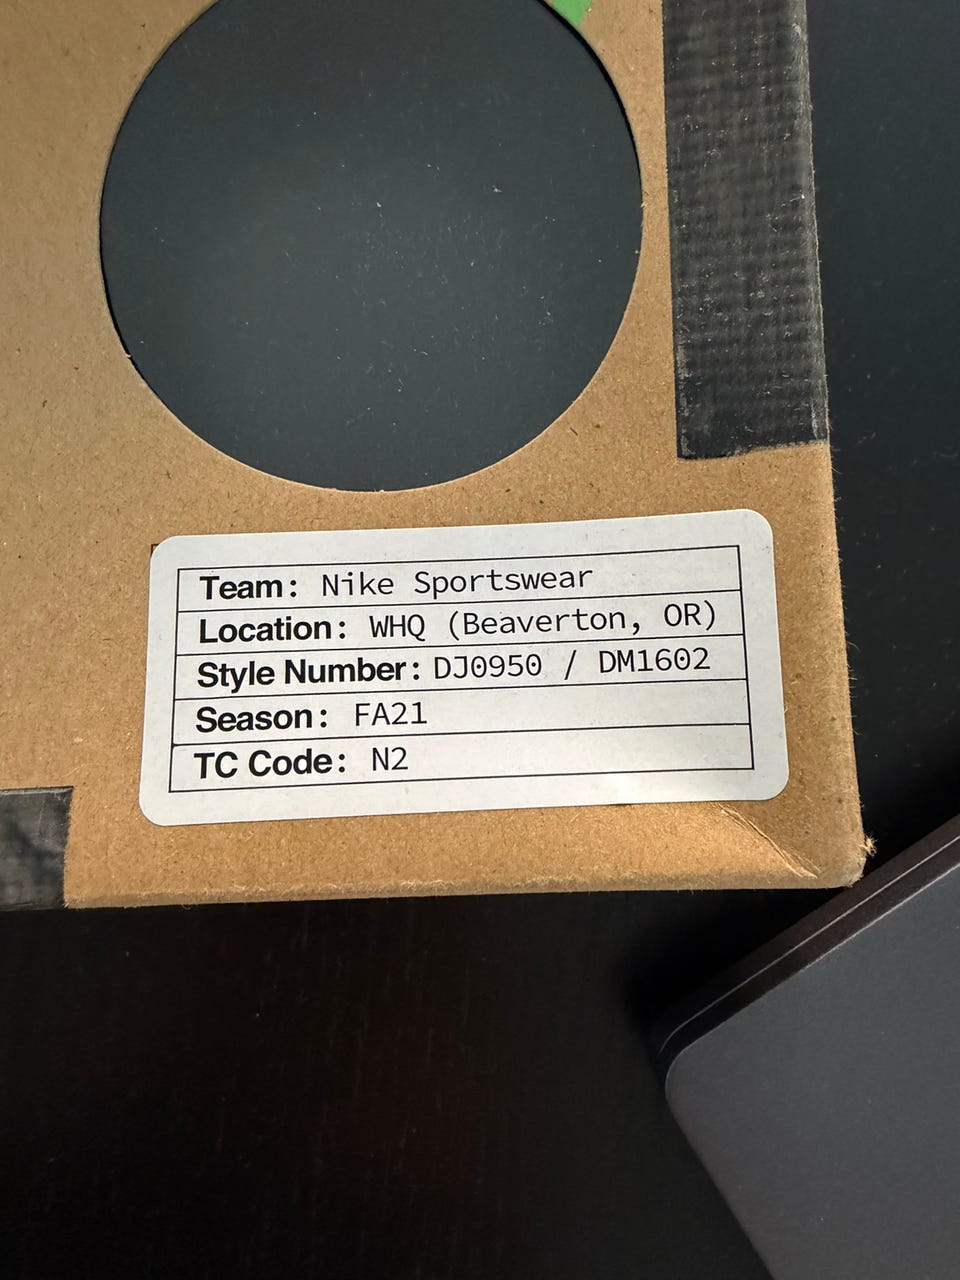 Team: Nike Sportswear
Location: WHQ (Beaverton, OR)
Style Number: DJ0950 / DM1602
Season: FA21
TC Code: N2